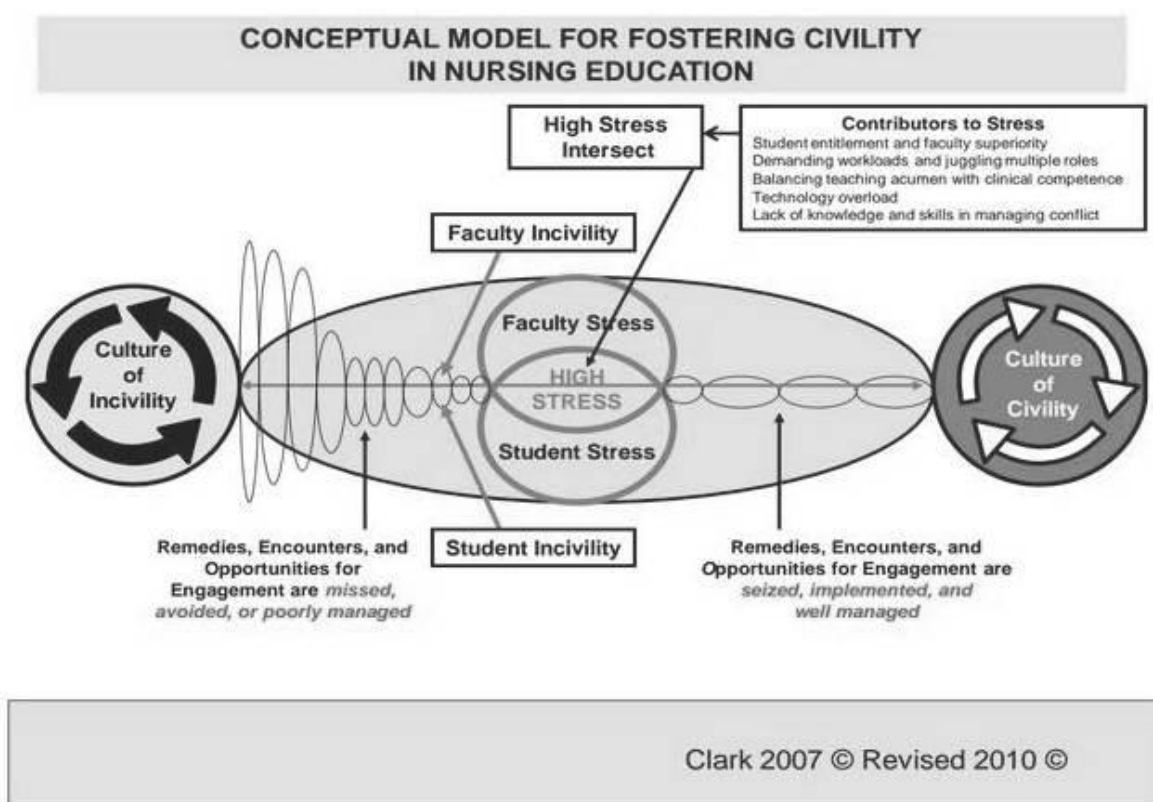 CONCEPTUAL MODEL FOR FOSTERING CIVILITY
IN NURSING EDUCATION
High Stress
Intersect
Contributors to Stress
Student entitlement and faculty superiority
Demanding workloads and juggling multiple roles
Balancing teaching acumen with clinical competence
Technology overload
Lack of knowledge and skills in managing conflict
Faculty Incivility
Culture
of
Incivility
Faculty Stress
HIGH
STRESS
Student Stress
Culture
of
Civility
Student Incivility
Remedies, Encounters, and
Opportunities for
Engagement are missed,
avoided, or poorly managed
Remedies, Encounters, and
Opportunities for Engagement are
seized, implemented, and
well managed
Clark 2007 © Revised 2010 ©